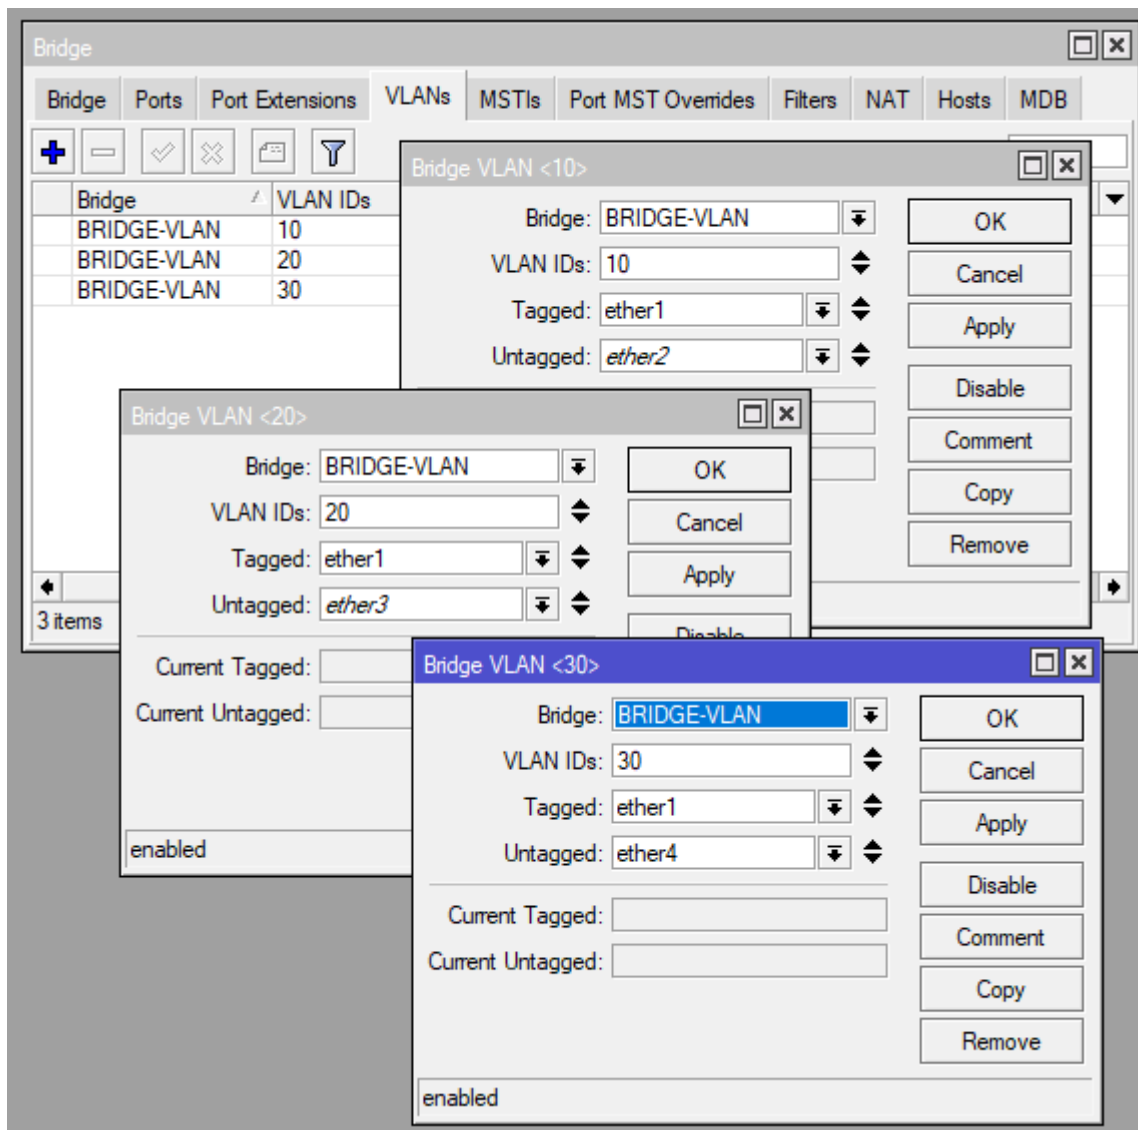 Bridge
Bridge Ports Port Extensions VLANs MSTIs Port MST Overrides Filters NAT Hosts MDB
Bridge VLAN IDs
BRIDGE-VLAN 10
BRIDGE-VLAN 20
BRIDGE-VLAN 30
3 items
Bridge VLAN <10>
Bridge: BRIDGE-VLAN
VLAN IDs: 10
Tagged: ether1
Untagged: ether2
OK
Cancel
Apply
Disable
Comment
Copy
Remove
Bridge VLAN <20>
Bridge: BRIDGE-VLAN
VLAN IDs: 20
Tagged: ether1
Untagged: ether3
Current Tagged:
Current Untagged:
OK
Cancel
Apply
Disable
enabled
Bridge VLAN <30>
Bridge: BRIDGE-VLAN
VLAN IDs: 30
Tagged: ether1
Untagged: ether4
Current Tagged:
Current Untagged:
OK
Cancel
Apply
Disable
Comment
Copy
Remove
enabled